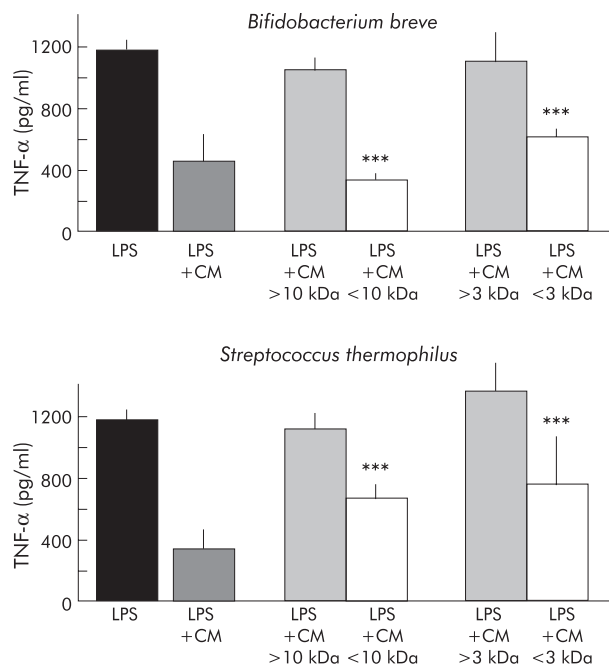 Bifidobacterium breve
TNF-α (pg/ml)
1200
800
400
0
***
***
LPS
LPS
+CM
LPS
+CM
>10 kDa
LPS
+CM
<10 kDa
LPS
+CM
>3 kDa
LPS
+CM
<3 kDa
Streptococcus thermophilus
TNF-α (pg/ml)
1200
800
400
0
***
***
LPS
LPS
+CM
LPS
+CM
>10 kDa
LPS
+CM
<10 kDa
LPS
+CM
>3 kDa
LPS
+CM
<3 kDa